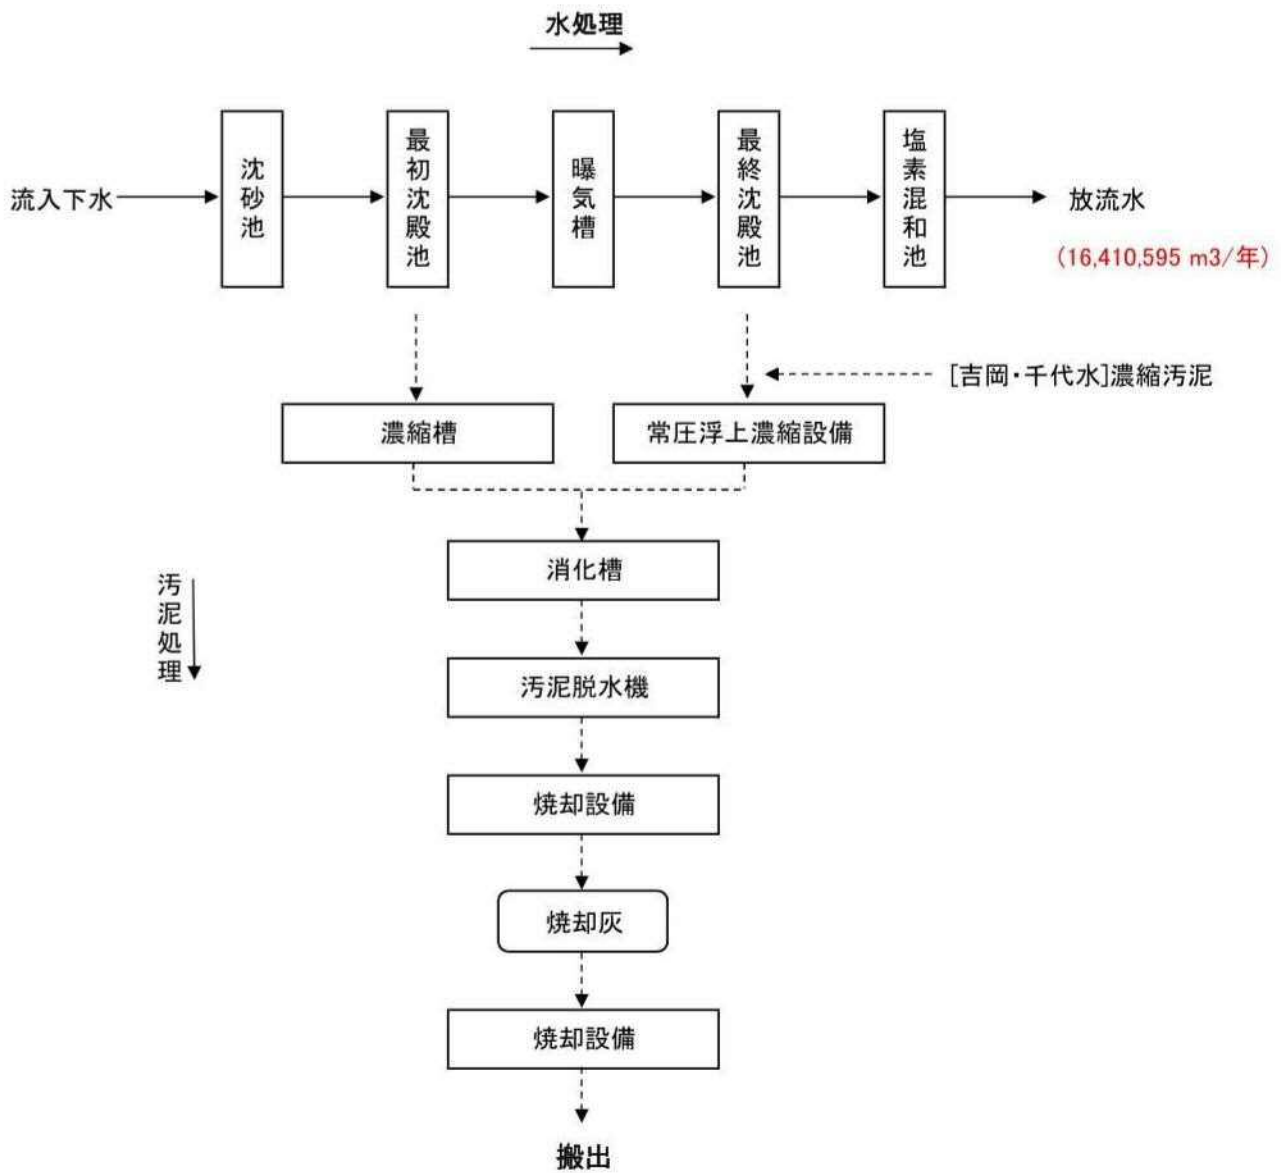 水処理
流入下水
沈砂池
最初沈殿池
曝気槽
最終沈殿池
塩素混和池
放流水
(16,410,595 m3/年)
[吉岡・千代水]濃縮汚泥
濃縮槽
常圧浮上濃縮設備
消化槽
汚泥処理
汚泥脱水機
焼却設備
焼却灰
焼却設備
搬出